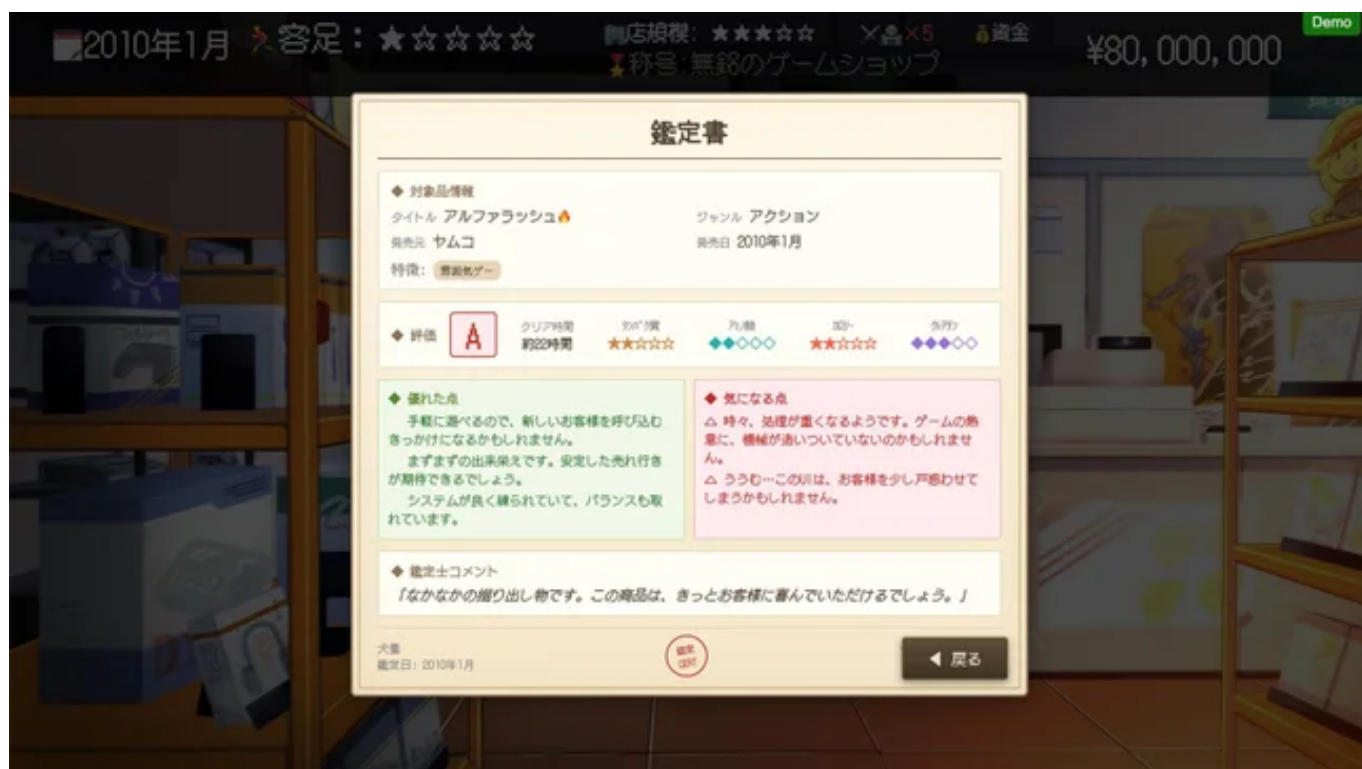 2010年1月 客足：★☆☆☆☆ 店規模: ★★★☆☆ ×5 資金 ¥80,000,000 Demo
称号:無銘のゲームショップ
鑑定書
◆ 対象品情報
タイトル アルファラッシュ🔥 ジャンル アクション
発売元 ヤムコ 発売日 2010年1月
特徴: 雰囲気ゲー
◆ 評価 A クリア時間
約22時間 ★★☆☆☆ ◆◆◇◇◇ ★★☆☆☆ ◆◆◆◇◇
◆ 優れた点
手軽に遊べるので、新しいお客様を呼び込む
きっかけになるかもしれません。
まずまずの出来栄えです。安定した売れ行き
が期待できるでしょう。
システムが良く練られていて、バランスも取
れています。
◆ 気になる点
△ 時々、処理が重くなるようです。ゲームの熱
意に、機械が追いついていないのかもしれませ
ん。
△ ううむ…このUIは、お客様を少し戸惑わせて
しまうかもしれません。
◆ 鑑定士コメント
「なかなかの掘り出し物です。この商品は、きっとお客様に喜んでいただけるでしょう。」
鑑定日: 2010年1月
鑑定
◀ 戻る